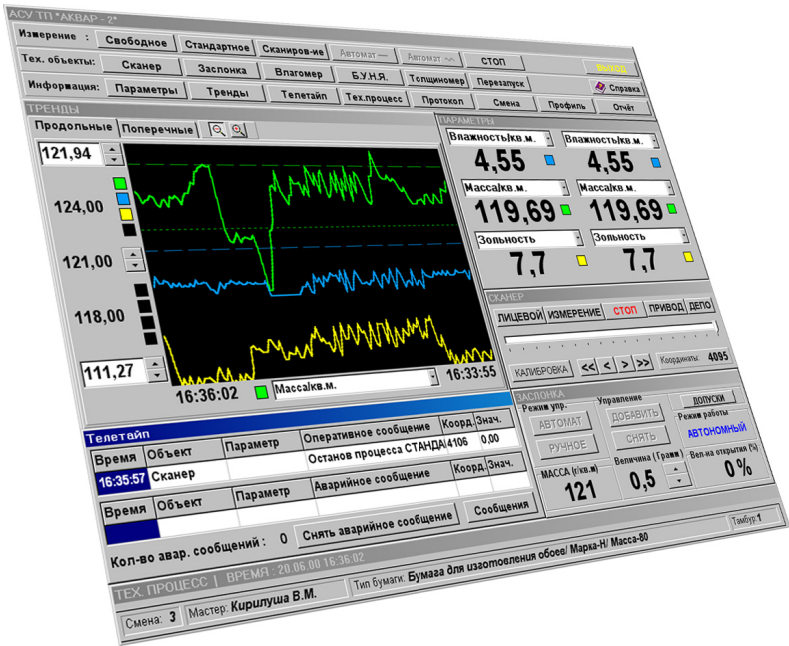 АСУ ТП "АКВАР - 2"
Измерение : Свободное Стандартное Сканиров-ие Автомат Автомат СТОП ВЫХОД
Тех. объекты: Сканер Заслонка Влагомер Б.У.Н.Я. Толщиномер Перезапуск Справка
Информация: Параметры Тренды Телетайп Тех.процесс Протокол Смена Профиль Отчёт
ТРЕНДЫ
Продольные Поперечные
121,94
124,00
121,00
118,00
111,27
16:36:02 Масса/кв.м. 16:33:55
ПАРАМЕТРЫ
Влажность/кв.м. Влажность/кв.м.
4,55 4,55
Масса/кв.м. Масса/кв.м.
119,69 119,69
Зольность Зольность
7,7 7,7
СКАНЕР
ЛИЦЕВОЙ ИЗМЕРЕНИЕ СТОП ПРИВОД ДЕПО
КАЛИБРОВКА << < > >> Координаты: 4095
ЗАСЛОНКА
Режим упр. Управление ДОПУСКИ
АВТОМАТ ДОБАВИТЬ Режим работы
РУЧНОЕ СНЯТЬ АВТОНОМНЫЙ
МАССА (г/кв.м) Величина (Грамм) Вел-на открытия (%)
121 0,5 0%
Телетайп
Время Объект Параметр Оперативное сообщение Коорд. Знач.
16:35:57 Сканер Останов процесса СТАНДА 4106 0,00
Время Объект Параметр Аварийное сообщение Коорд. Знач.
Кол-во авар. сообщений : 0 Снять аварийное сообщение Сообщения
ТЕХ. ПРОЦЕСС | ВРЕМЯ : 20.06.00 16:36:02
Смена: 3 Мастер: Кирилуша В.М. Тип бумаги: Бумага для изготовления обоев/ Марка-Н/ Масса-80 Тамбур:1